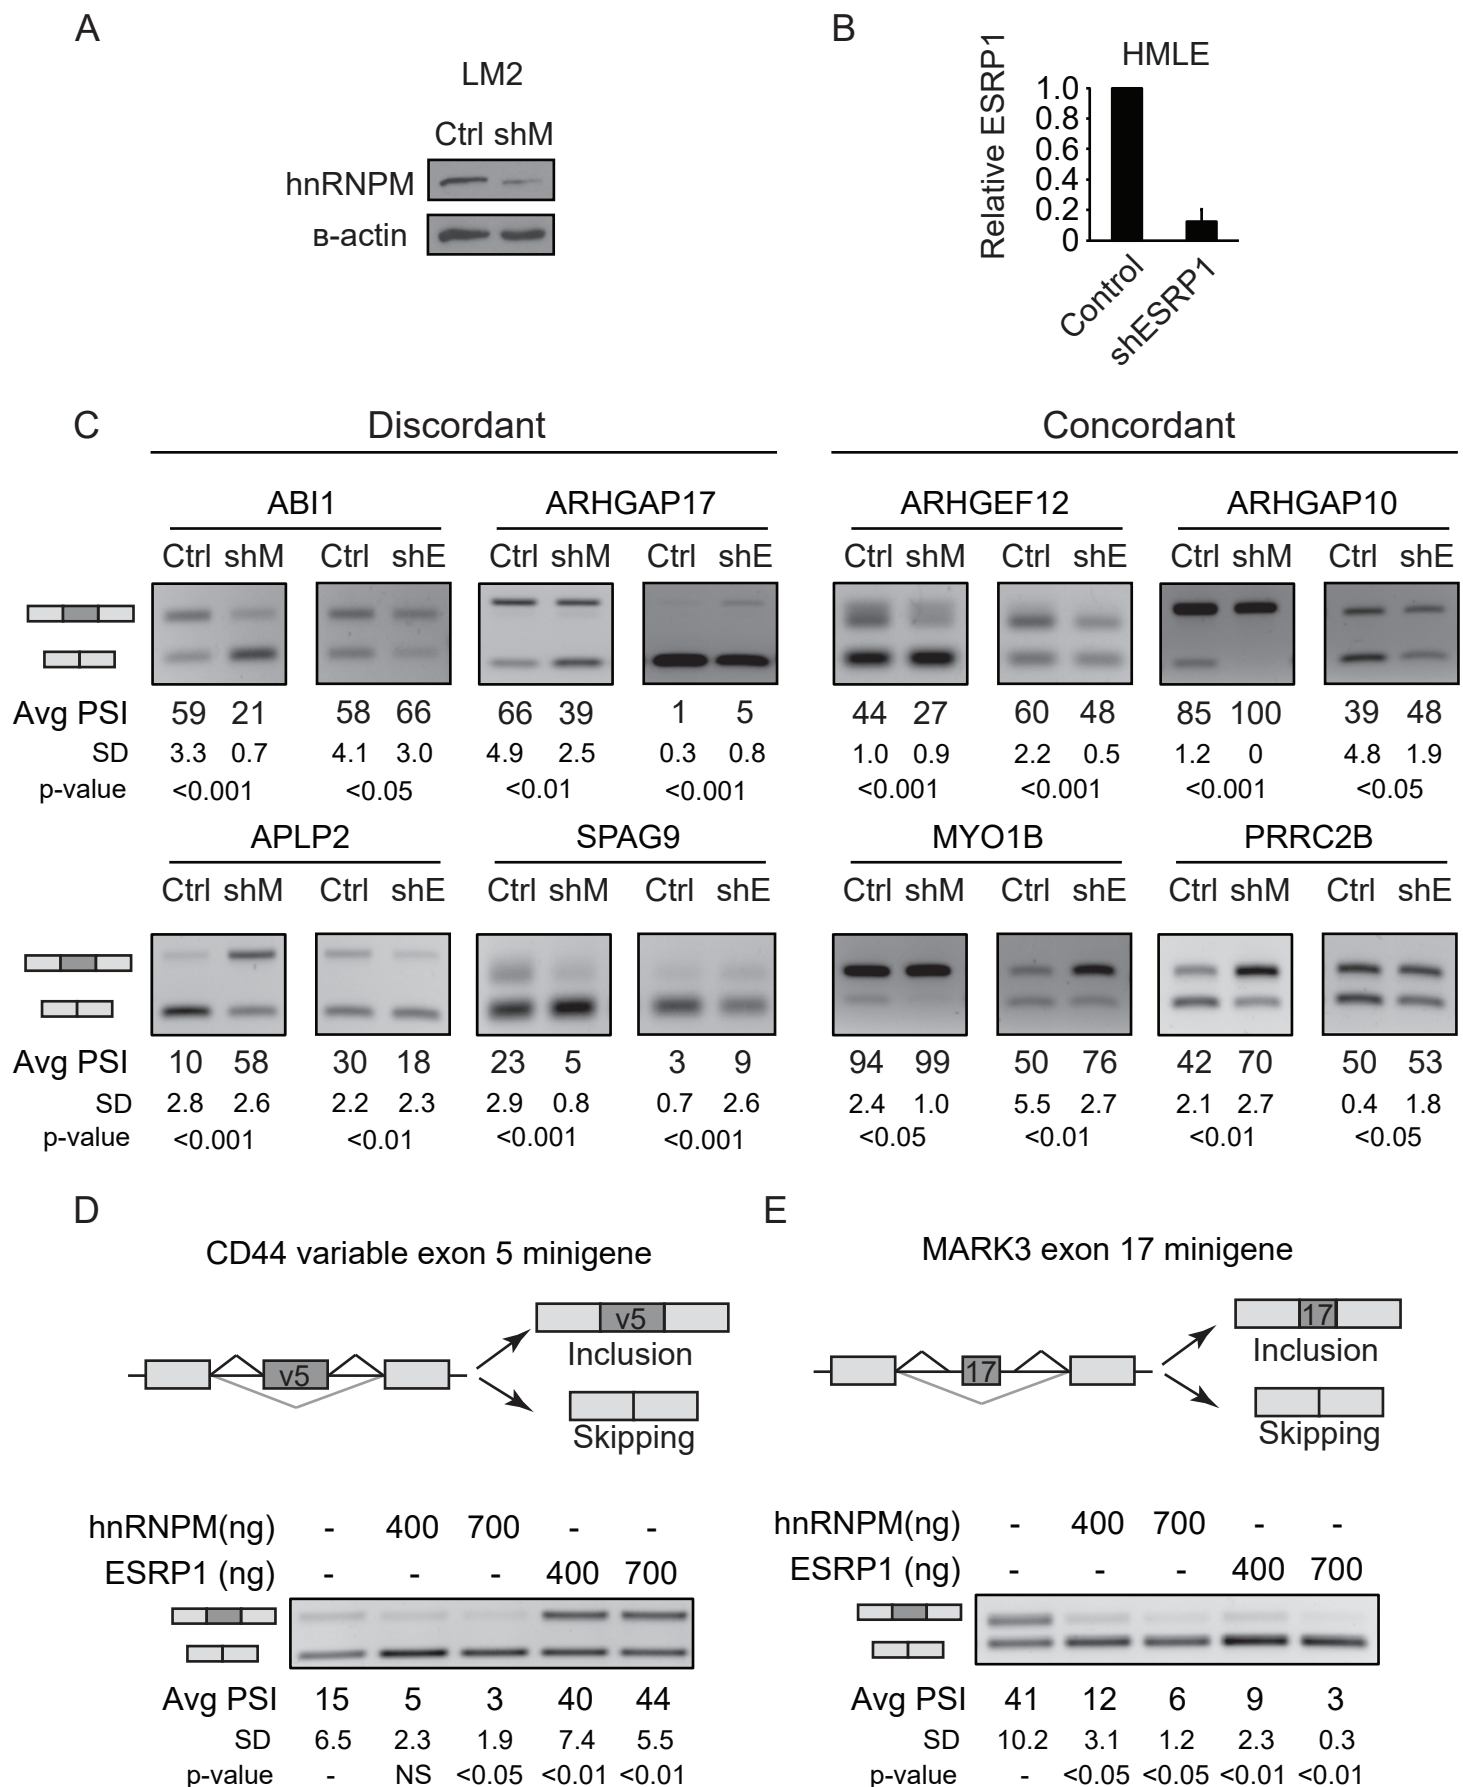 A
LM2
Ctrl shM
hnRNPM
в-actin
B
HMLE
Relative ESRP1
1.0
0.8
0.6
0.4
0.2
0
Control
shESRP1
C
Discordant
Concordant
ABI1
ARHGAP17
ARHGEF12
ARHGAP10
Ctrl shM Ctrl shE Ctrl shM Ctrl shE Ctrl shM Ctrl shE Ctrl shM Ctrl shE
Avg PSI 59 21 58 66 66 39 1 5 44 27 60 48 85 100 39 48
SD 3.3 0.7 4.1 3.0 4.9 2.5 0.3 0.8 1.0 0.9 2.2 0.5 1.2 0 4.8 1.9
p-value <0.001 <0.05 <0.01 <0.001 <0.001 <0.001 <0.001 <0.05
APLP2
SPAG9
MYO1B
PRRC2B
Ctrl shM Ctrl shE Ctrl shM Ctrl shE Ctrl shM Ctrl shE Ctrl shM Ctrl shE
Avg PSI 10 58 30 18 23 5 3 9 94 99 50 76 42 70 50 53
SD 2.8 2.6 2.2 2.3 2.9 0.8 0.7 2.6 2.4 1.0 5.5 2.7 2.1 2.7 0.4 1.8
p-value <0.001 <0.01 <0.001 <0.001 <0.05 <0.01 <0.01 <0.05
D
CD44 variable exon 5 minigene
v5
v5
Inclusion
Skipping
hnRNPM(ng) - 400 700 - -
ESRP1 (ng) - - - 400 700
Avg PSI 15 5 3 40 44
SD 6.5 2.3 1.9 7.4 5.5
p-value - NS <0.05 <0.01 <0.01
E
MARK3 exon 17 minigene
17
17
Inclusion
Skipping
hnRNPM(ng) - 400 700 - -
ESRP1 (ng) - - - 400 700
Avg PSI 41 12 6 9 3
SD 10.2 3.1 1.2 2.3 0.3
p-value - <0.05 <0.05 <0.01 <0.01